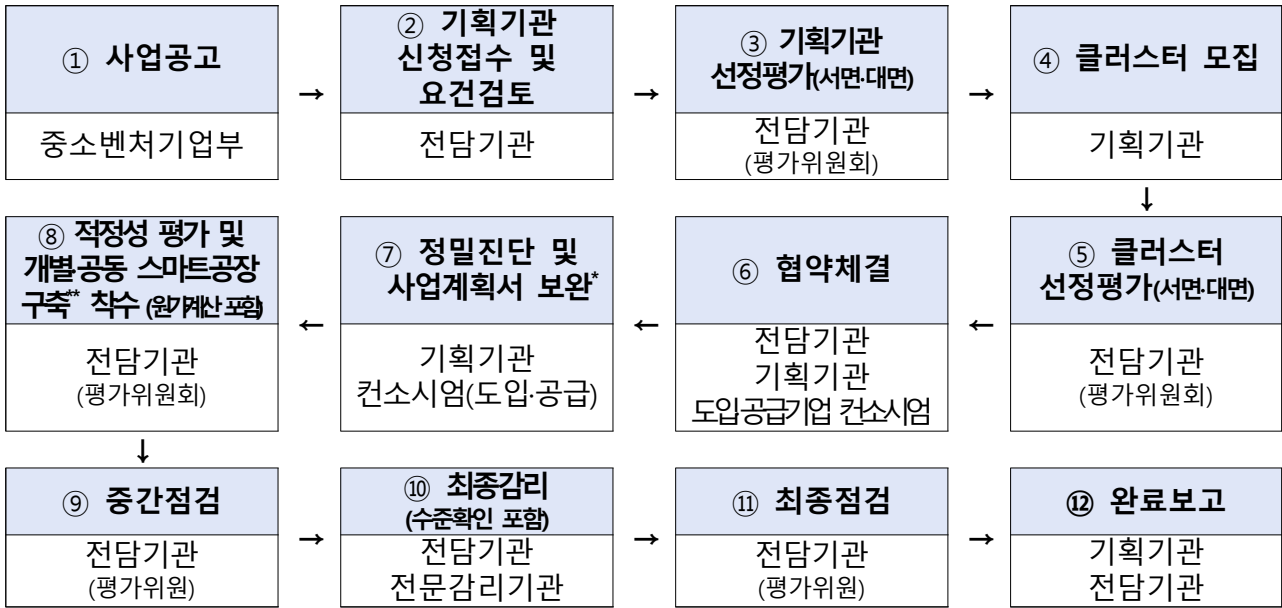 ① 사업공고
중소벤처기업부
→
② 기획기관
신청접수 및
요건검토
전담기관
→
③ 기획기관
선정평가(서면·대면)
전담기관
(평가위원회)
→
④ 클러스터 모집
기획기관
↓
⑤ 클러스터
선정평가(서면·대면)
전담기관
(평가위원회)
←
⑥ 협약체결
전담기관
기획기관
도입·공급기업 컨소시엄
←
⑦ 정밀진단 및
사업계획서 보완*
기획기관
컨소시엄(도입·공급)
←
⑧ 적정성 평가 및
개별·공동 스마트공장
구축** 착수 (원가계산 포함)
전담기관
(평가위원회)
↓
⑨ 중간점검
전담기관
(평가위원)
→
⑩ 최종감리
(수준확인 포함)
전담기관
전문감리기관
→
⑪ 최종점검
전담기관
(평가위원)
→
⑫ 완료보고
기획기관
전담기관